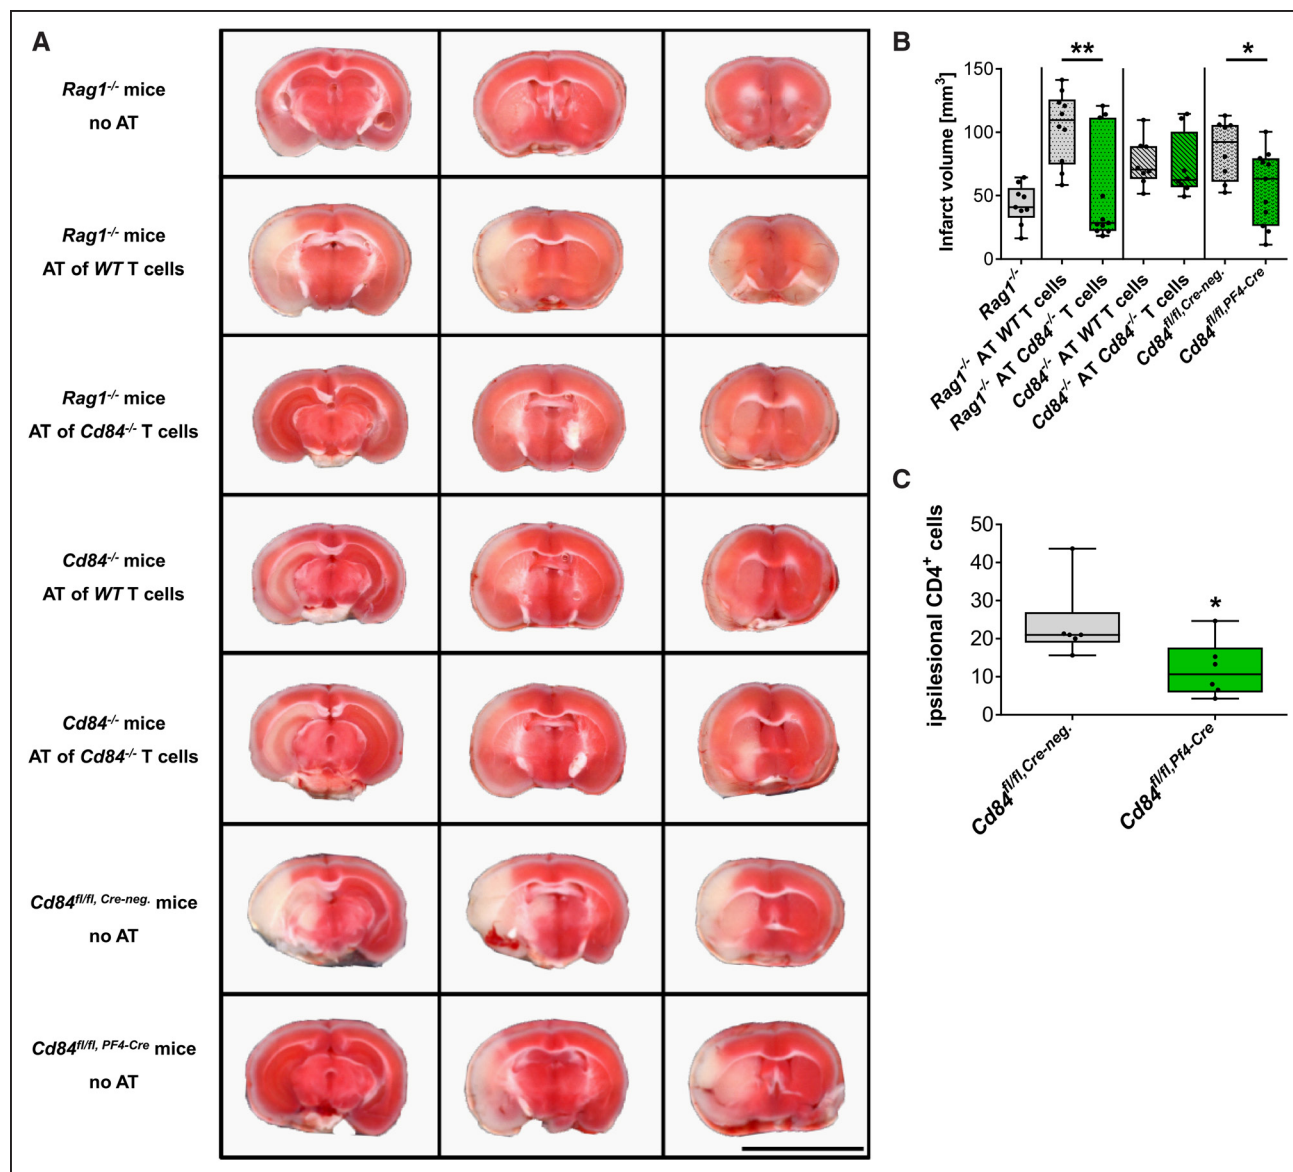 A
Rag1-/- mice
no AT
Rag1-/- mice
AT of WT T cells
Rag1-/- mice
AT of Cd84-/- T cells
Cd84-/- mice
AT of WT T cells
Cd84-/- mice
AT of Cd84-/- T cells
Cd84fl/fl, Cre-neg. mice
no AT
Cd84fl/fl, PF4-Cre mice
no AT
B
**
*
Infarct volume [mm3]
150
100
50
0
Rag1-/-
Rag1-/- AT WT T cells
Rag1-/- AT Cd84-/- T cells
Cd84-/- AT WT T cells
Cd84-/- AT Cd84-/- T cells
Cd84fl/fl,Cre-neg.
Cd84fl/fl,PF4-Cre
C
ipsilesional CD4+ cells
50
40
30
20
10
0
*
Cd84fl/fl,Cre-neg.
Cd84fl/fl,Pf4-Cre